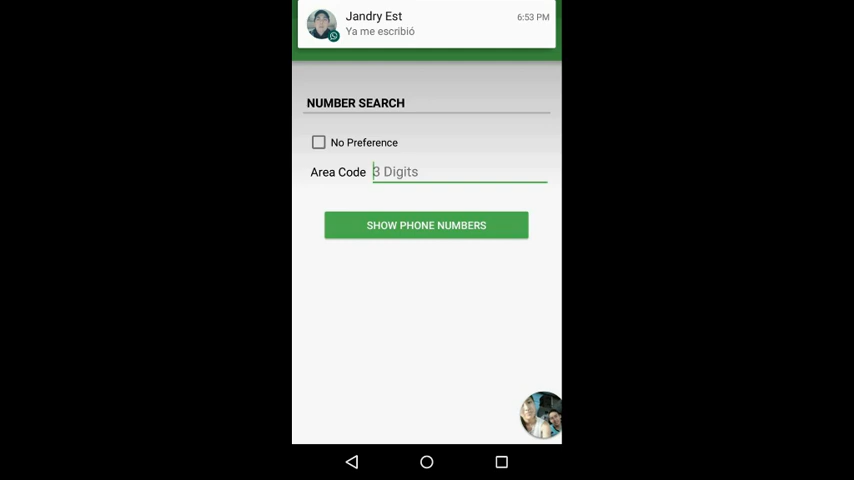 Jandry Est
6:53 PM
Ya me escribió
NUMBER SEARCH
No Preference
Area Code 3 Digits
SHOW PHONE NUMBERS